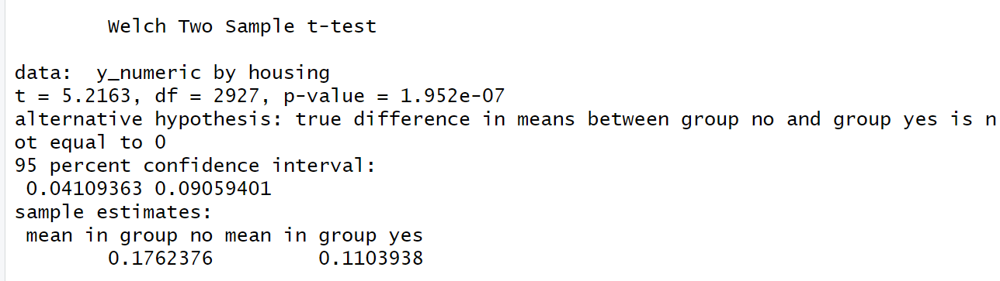 Welch Two Sample t-test
data:  y_numeric by housing
t = 5.2163, df = 2927, p-value = 1.952e-07
alternative hypothesis: true difference in means between group no and group yes is n
ot equal to 0
95 percent confidence interval:
 0.04109363 0.09059401
sample estimates:
 mean in group no mean in group yes
        0.1762376         0.1103938